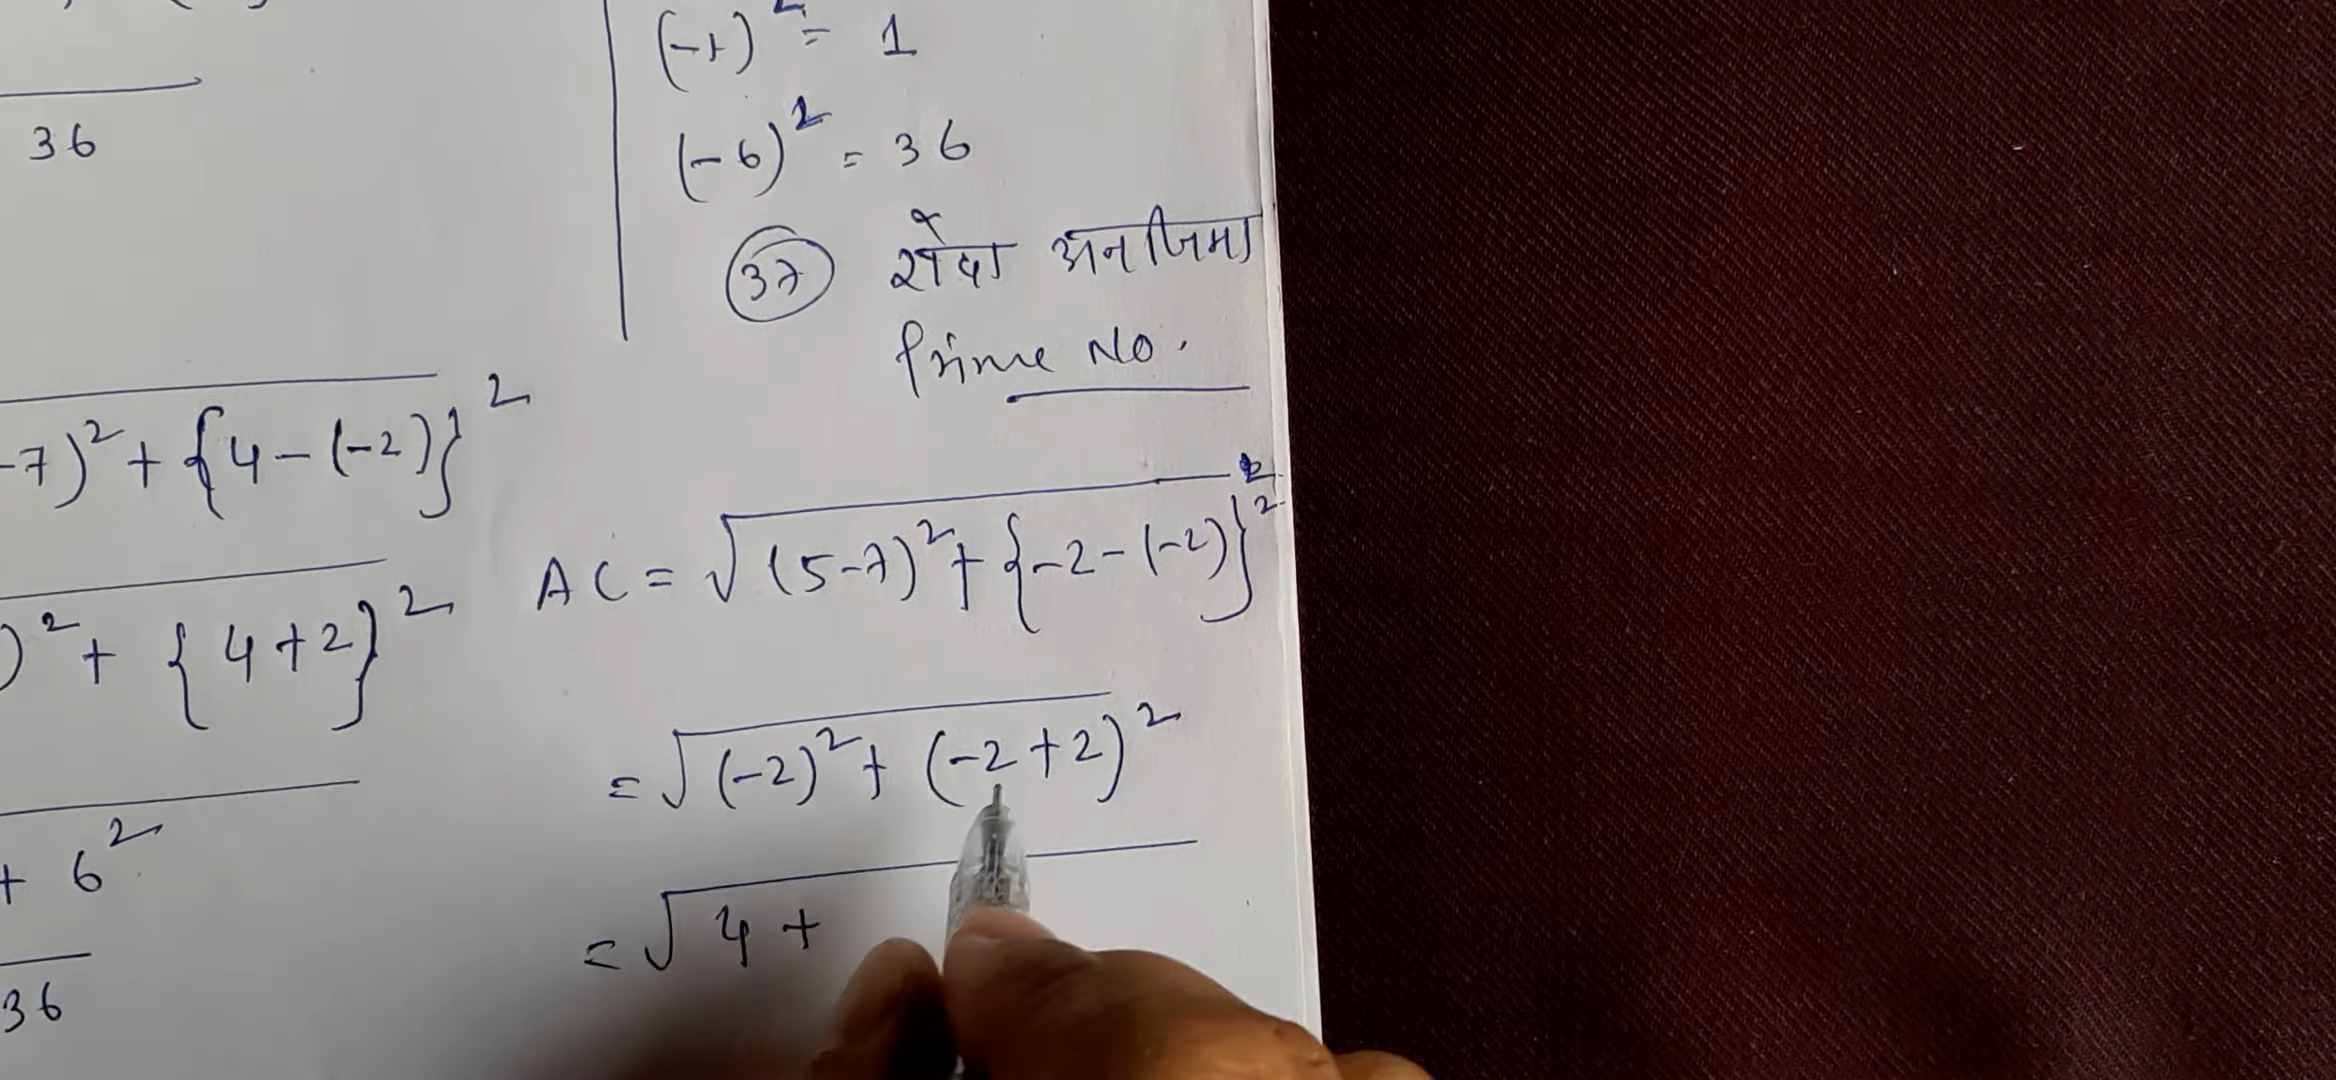 (-1)² = 1
36
(-6)² = 36
37
Prime No.
-7)² + {4-(-2)}²
AC = √(5-7)² + {-2-(-2)}²
)² + {4+2}²
= √(-2)² + (-2+2)²
+ 6²
= √4 +
36